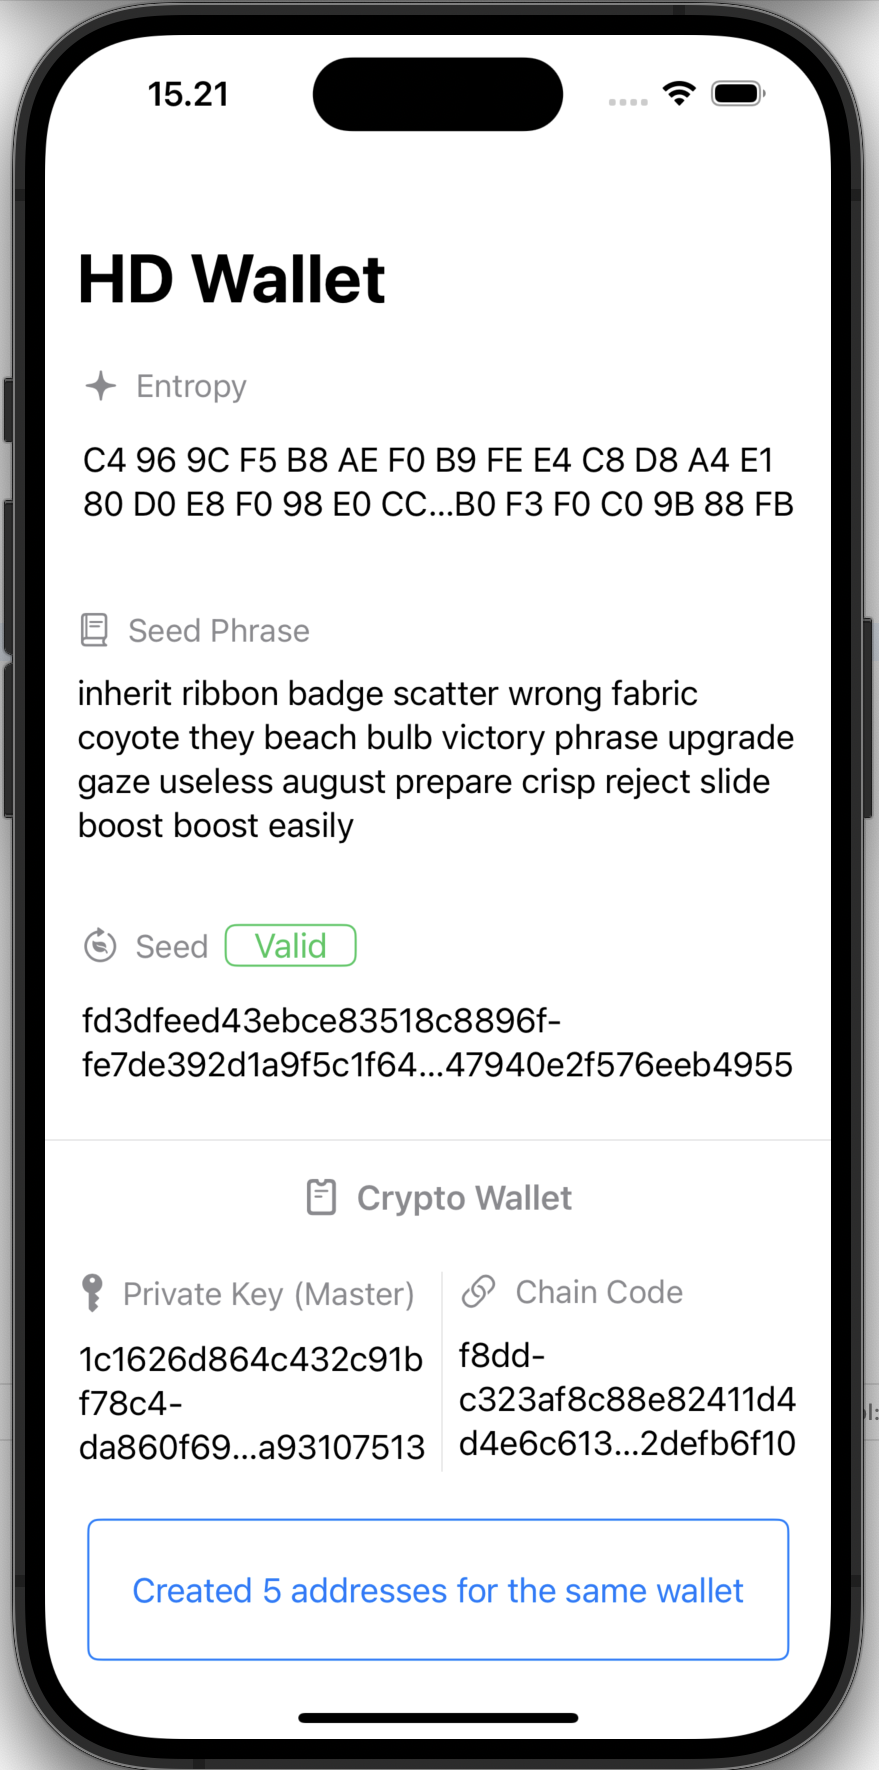 15.21
HD Wallet
Entropy
C4 96 9C F5 B8 AE F0 B9 FE E4 C8 D8 A4 E1
80 D0 E8 F0 98 E0 CC...B0 F3 F0 C0 9B 88 FB
Seed Phrase
inherit ribbon badge scatter wrong fabric
coyote they beach bulb victory phrase upgrade
gaze useless august prepare crisp reject slide
boost boost easily
Seed Valid
fd3dfeed43ebce83518c8896f-
fe7de392d1a9f5c1f64...47940e2f576eeb4955
Crypto Wallet
Private Key (Master)
1c1626d864c432c91b
f78c4-
da860f69...a93107513
Chain Code
f8dd-
c323af8c88e82411d4
d4e6c613...2defb6f10
Created 5 addresses for the same wallet